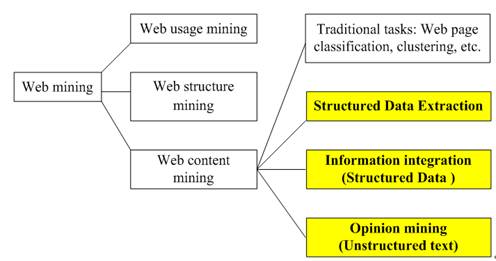 Web mining
Web usage mining
Web structure
mining
Web content
mining
Traditional tasks: Web page
classification, clustering, etc.
Structured Data Extraction
Information integration
(Structured Data )
Opinion mining
(Unstructured text)
,